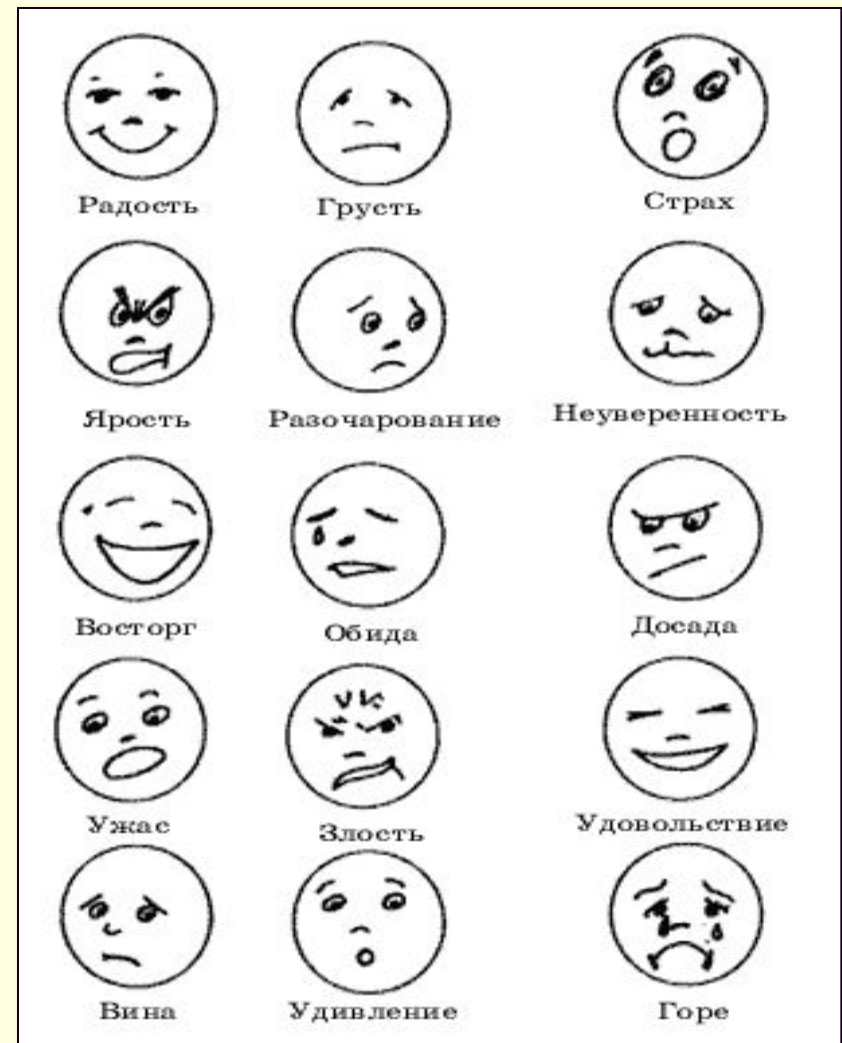 Радость Грусть Страх
Ярость Разочарование Неуверенность
Восторг Обида Досада
Ужас Злость Удовольствие
Вина Удивление Горе